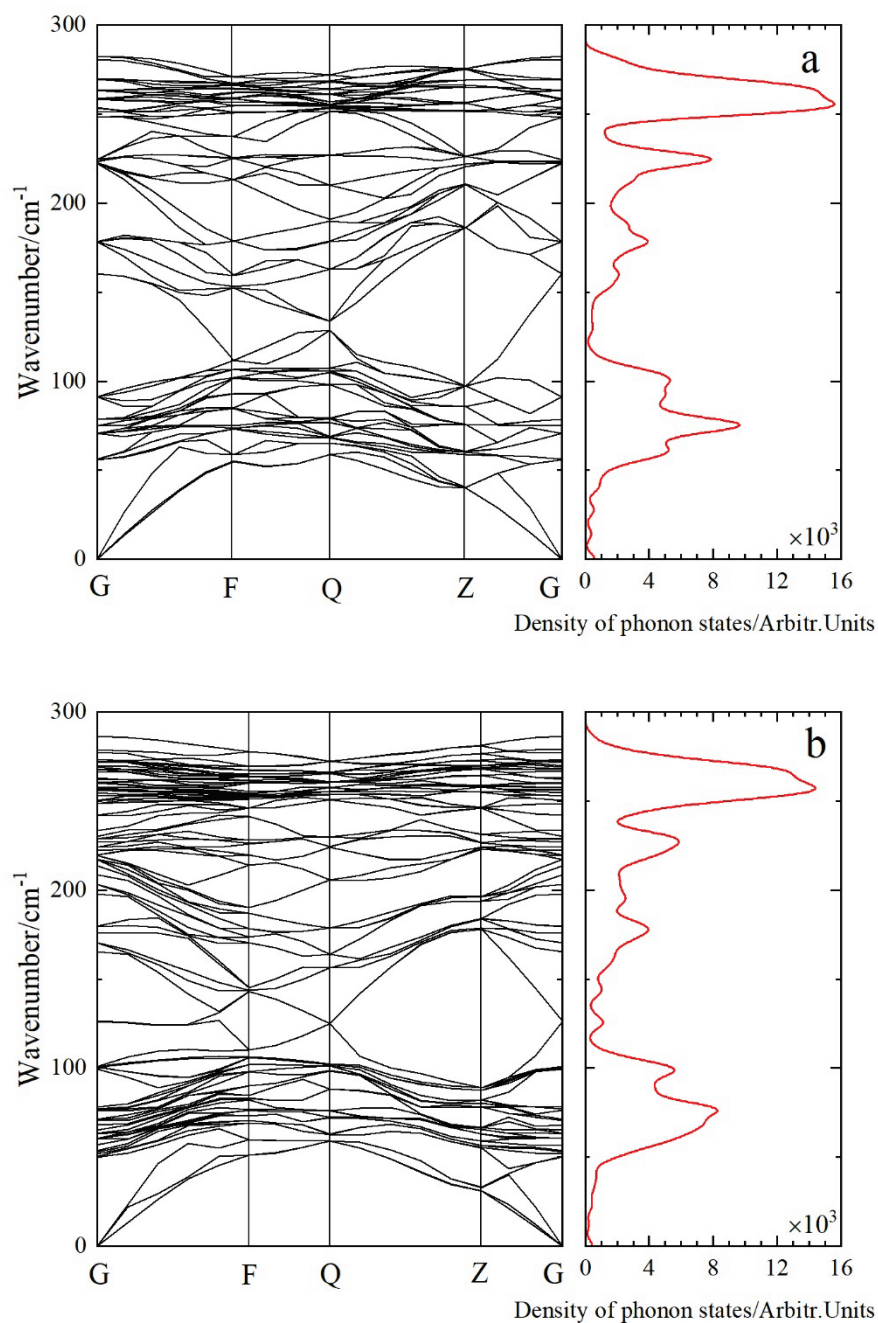 300
200
100
0
Wavenumber/cm⁻¹
G F Q Z G
a
×10³
0 4 8 12 16
Density of phonon states/Arbitr.Units
300
200
100
0
Wavenumber/cm⁻¹
G F Q Z G
b
×10³
0 4 8 12 16
Density of phonon states/Arbitr.Units